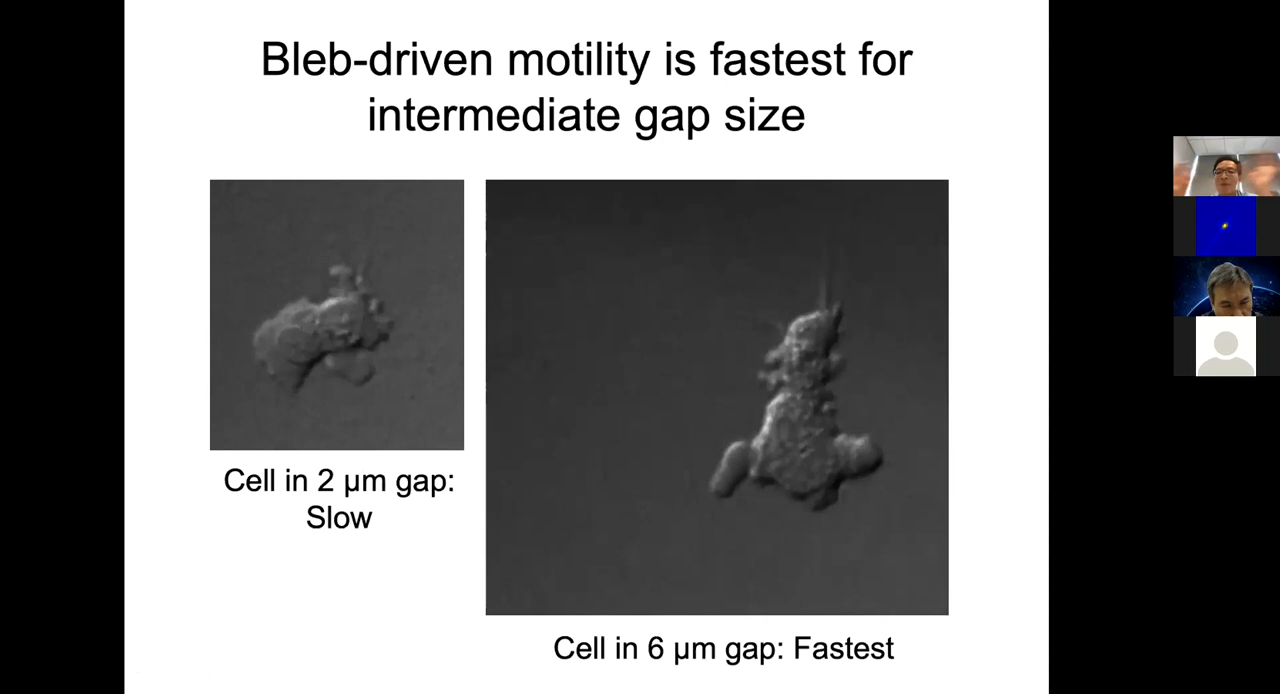 Bleb-driven motility is fastest for
intermediate gap size
Cell in 2 µm gap:
Slow
Cell in 6 µm gap: Fastest